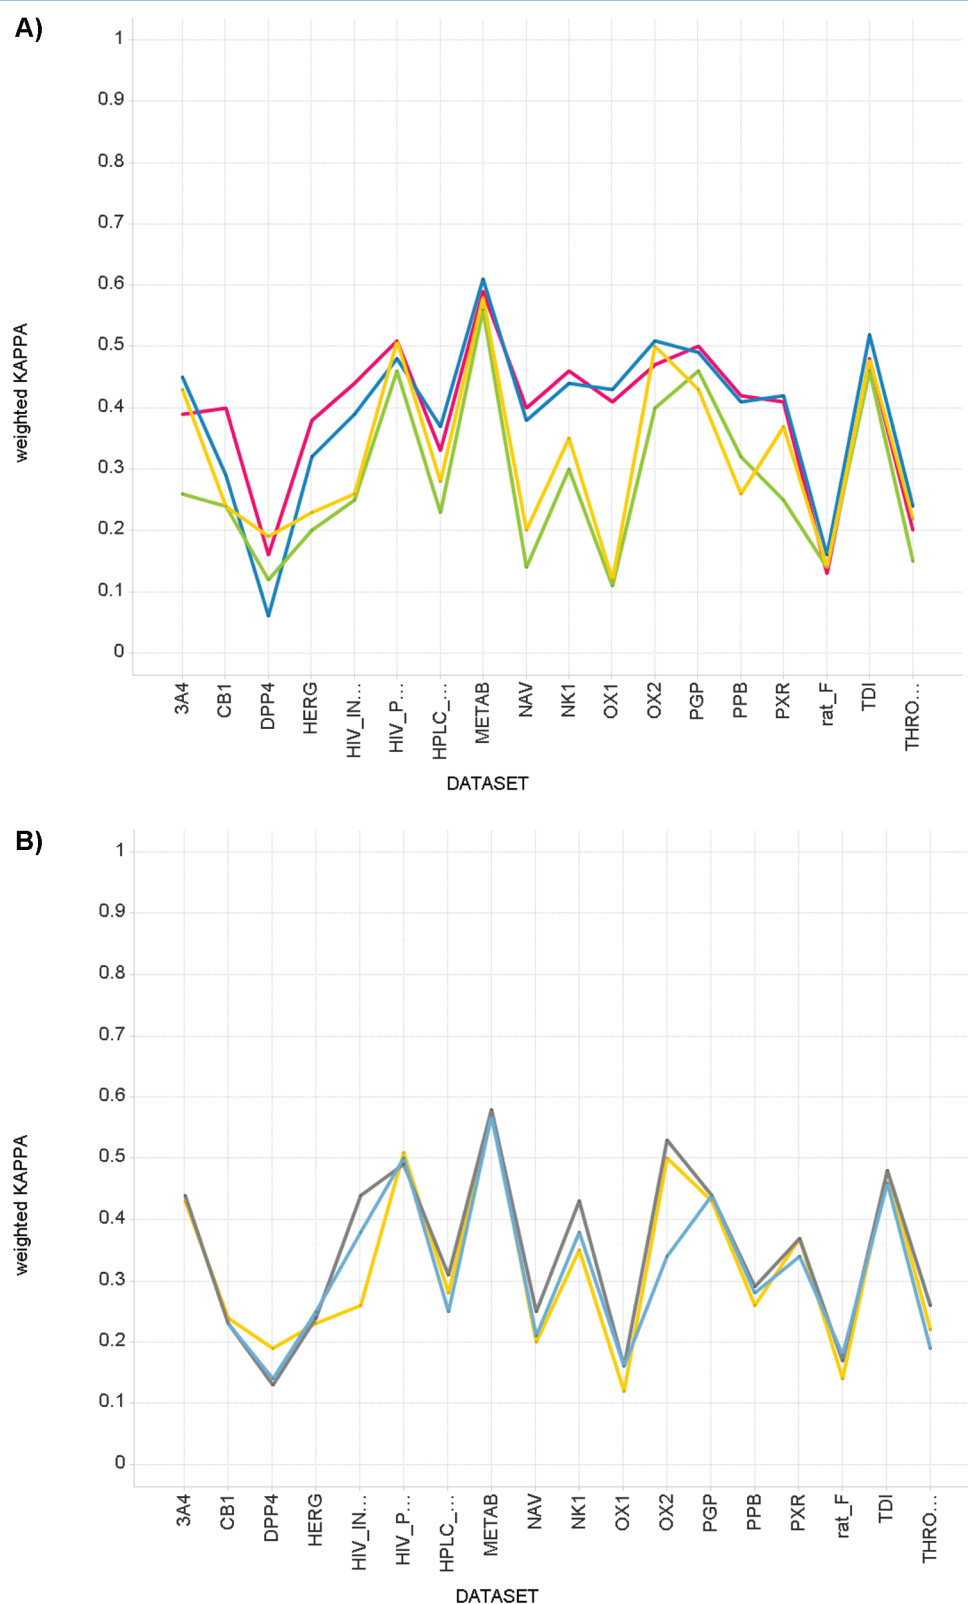 A)
1
0.9
0.8
0.7
0.6
0.5
0.4
0.3
0.2
0.1
0
weighted KAPPA
3A4
CB1
DPP4
HERG
HIV_IN...
HIV_P...
HPLC_...
METAB
NAV
NK1
OX1
OX2
PGP
PPB
PXR
rat_F
TDI
THRO...
DATASET
B)
1
0.9
0.8
0.7
0.6
0.5
0.4
0.3
0.2
0.1
0
weighted KAPPA
3A4
CB1
DPP4
HERG
HIV_IN...
HIV_P...
HPLC_...
METAB
NAV
NK1
OX1
OX2
PGP
PPB
PXR
rat_F
TDI
THRO...
DATASET